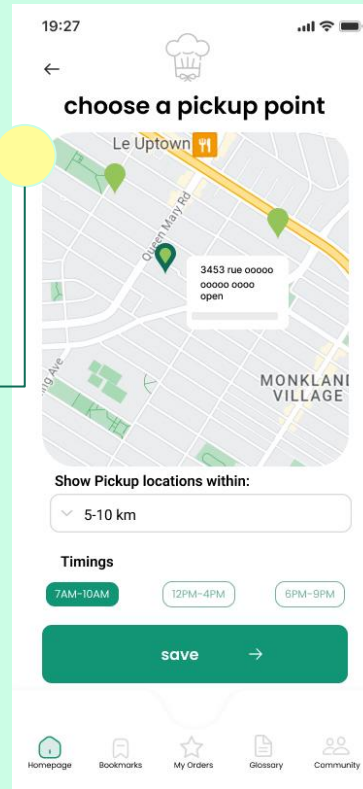 19:27
choose a pickup point
Le Uptown
Queen Mary Rd
3453 rue ooooo
ooooo oooo
open
ng Ave
MONKLAN
VILLAGE
Show Pickup locations within:
5-10 km
Timings
7AM-10AM 12PM-4PM 6PM-9PM
save
Homepage Bookmarks My Orders Glossary Community